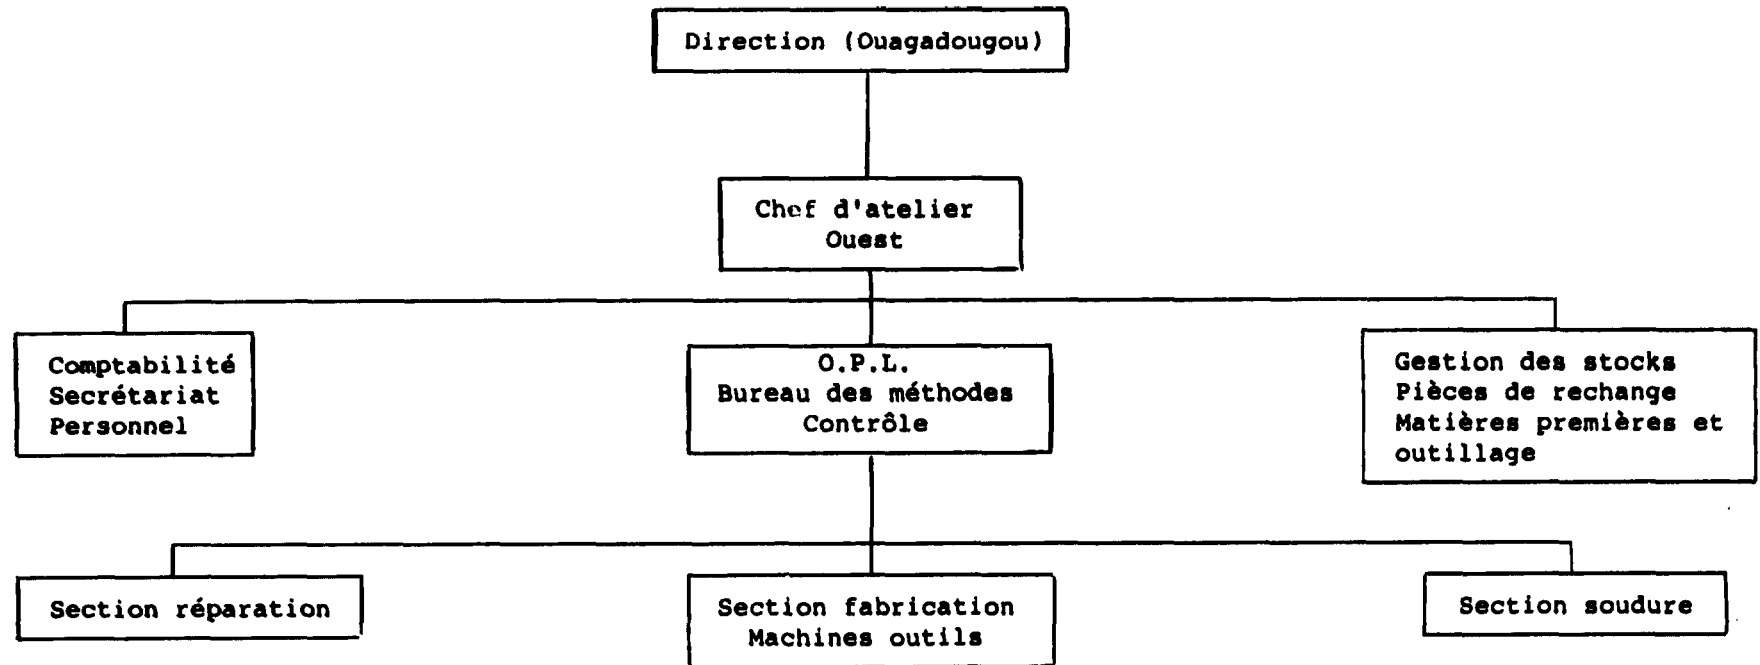 Direction (Ouagadougou)
Chef d'atelier
Ouest
Comptabilité
Secrétariat
Personnel
O.P.L.
Bureau des méthodes
Contrôle
Gestion des stocks
Pièces de rechange
Matières premières et
outillage
Section réparation
Section fabrication
Machines outils
Section soudure